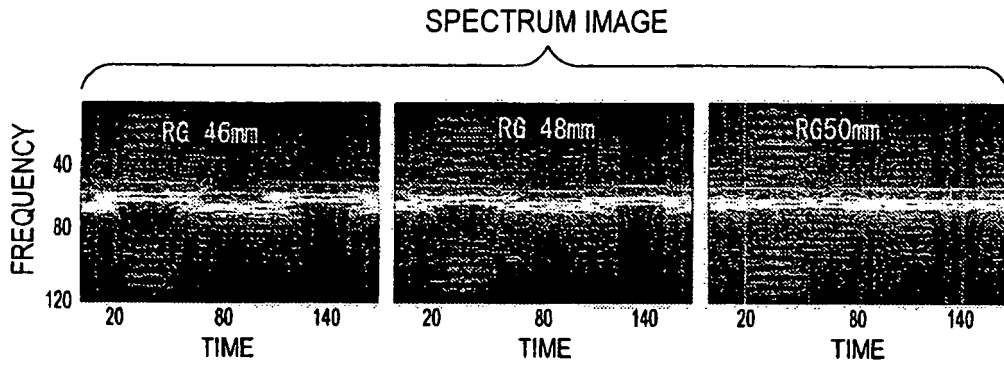 SPECTRUM IMAGE
RG 46mm
RG 48mm
RG50mm
FREQUENCY
40
80
120
20 80 140
20 80 140
20 80 140
TIME
TIME
TIME